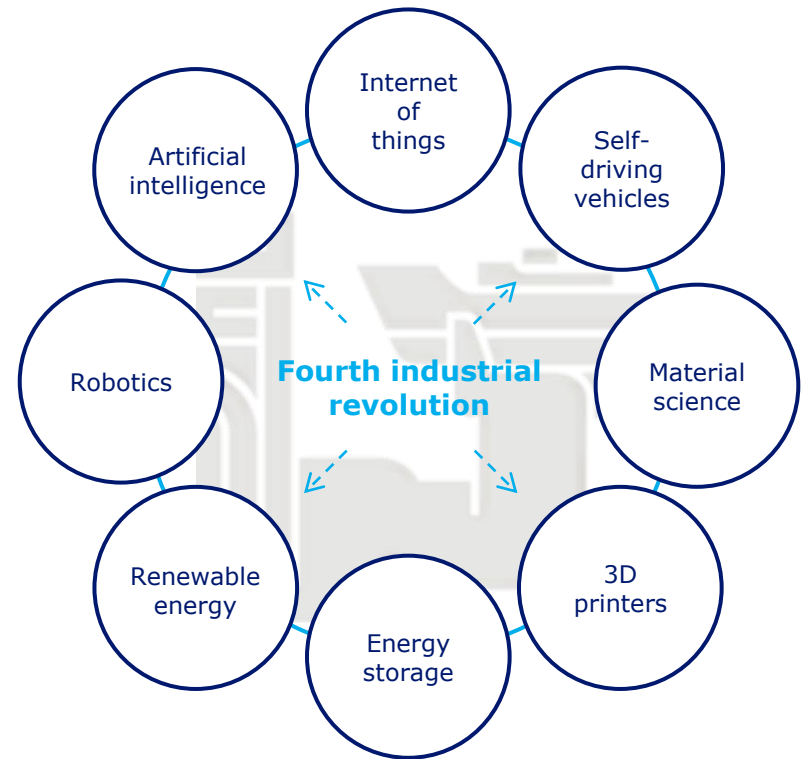 Internet
of
things
Self-
driving
vehicles
Material
science
3D
printers
Energy
storage
Renewable
energy
Robotics
Artificial
intelligence
Fourth industrial
revolution